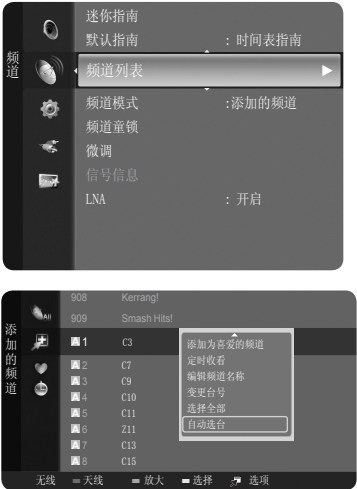 频道
迷你指南
默认指南 : 时间表指南
频道列表
频道模式 :添加的频道
频道童锁
微调
信号信息
LNA : 开启
添加的频道
All
908 Kerrang!
909 Smash Hits!
A 1 C3
A 2 C7
A 3 C9
A 4 C10
A 5 C11
A 6 Z11
A 7 C13
A 8 C15
添加为喜爱的频道
定时收看
编辑频道名称
变更台号
选择全部
自动选台
无线 天线 放大 选择 选项